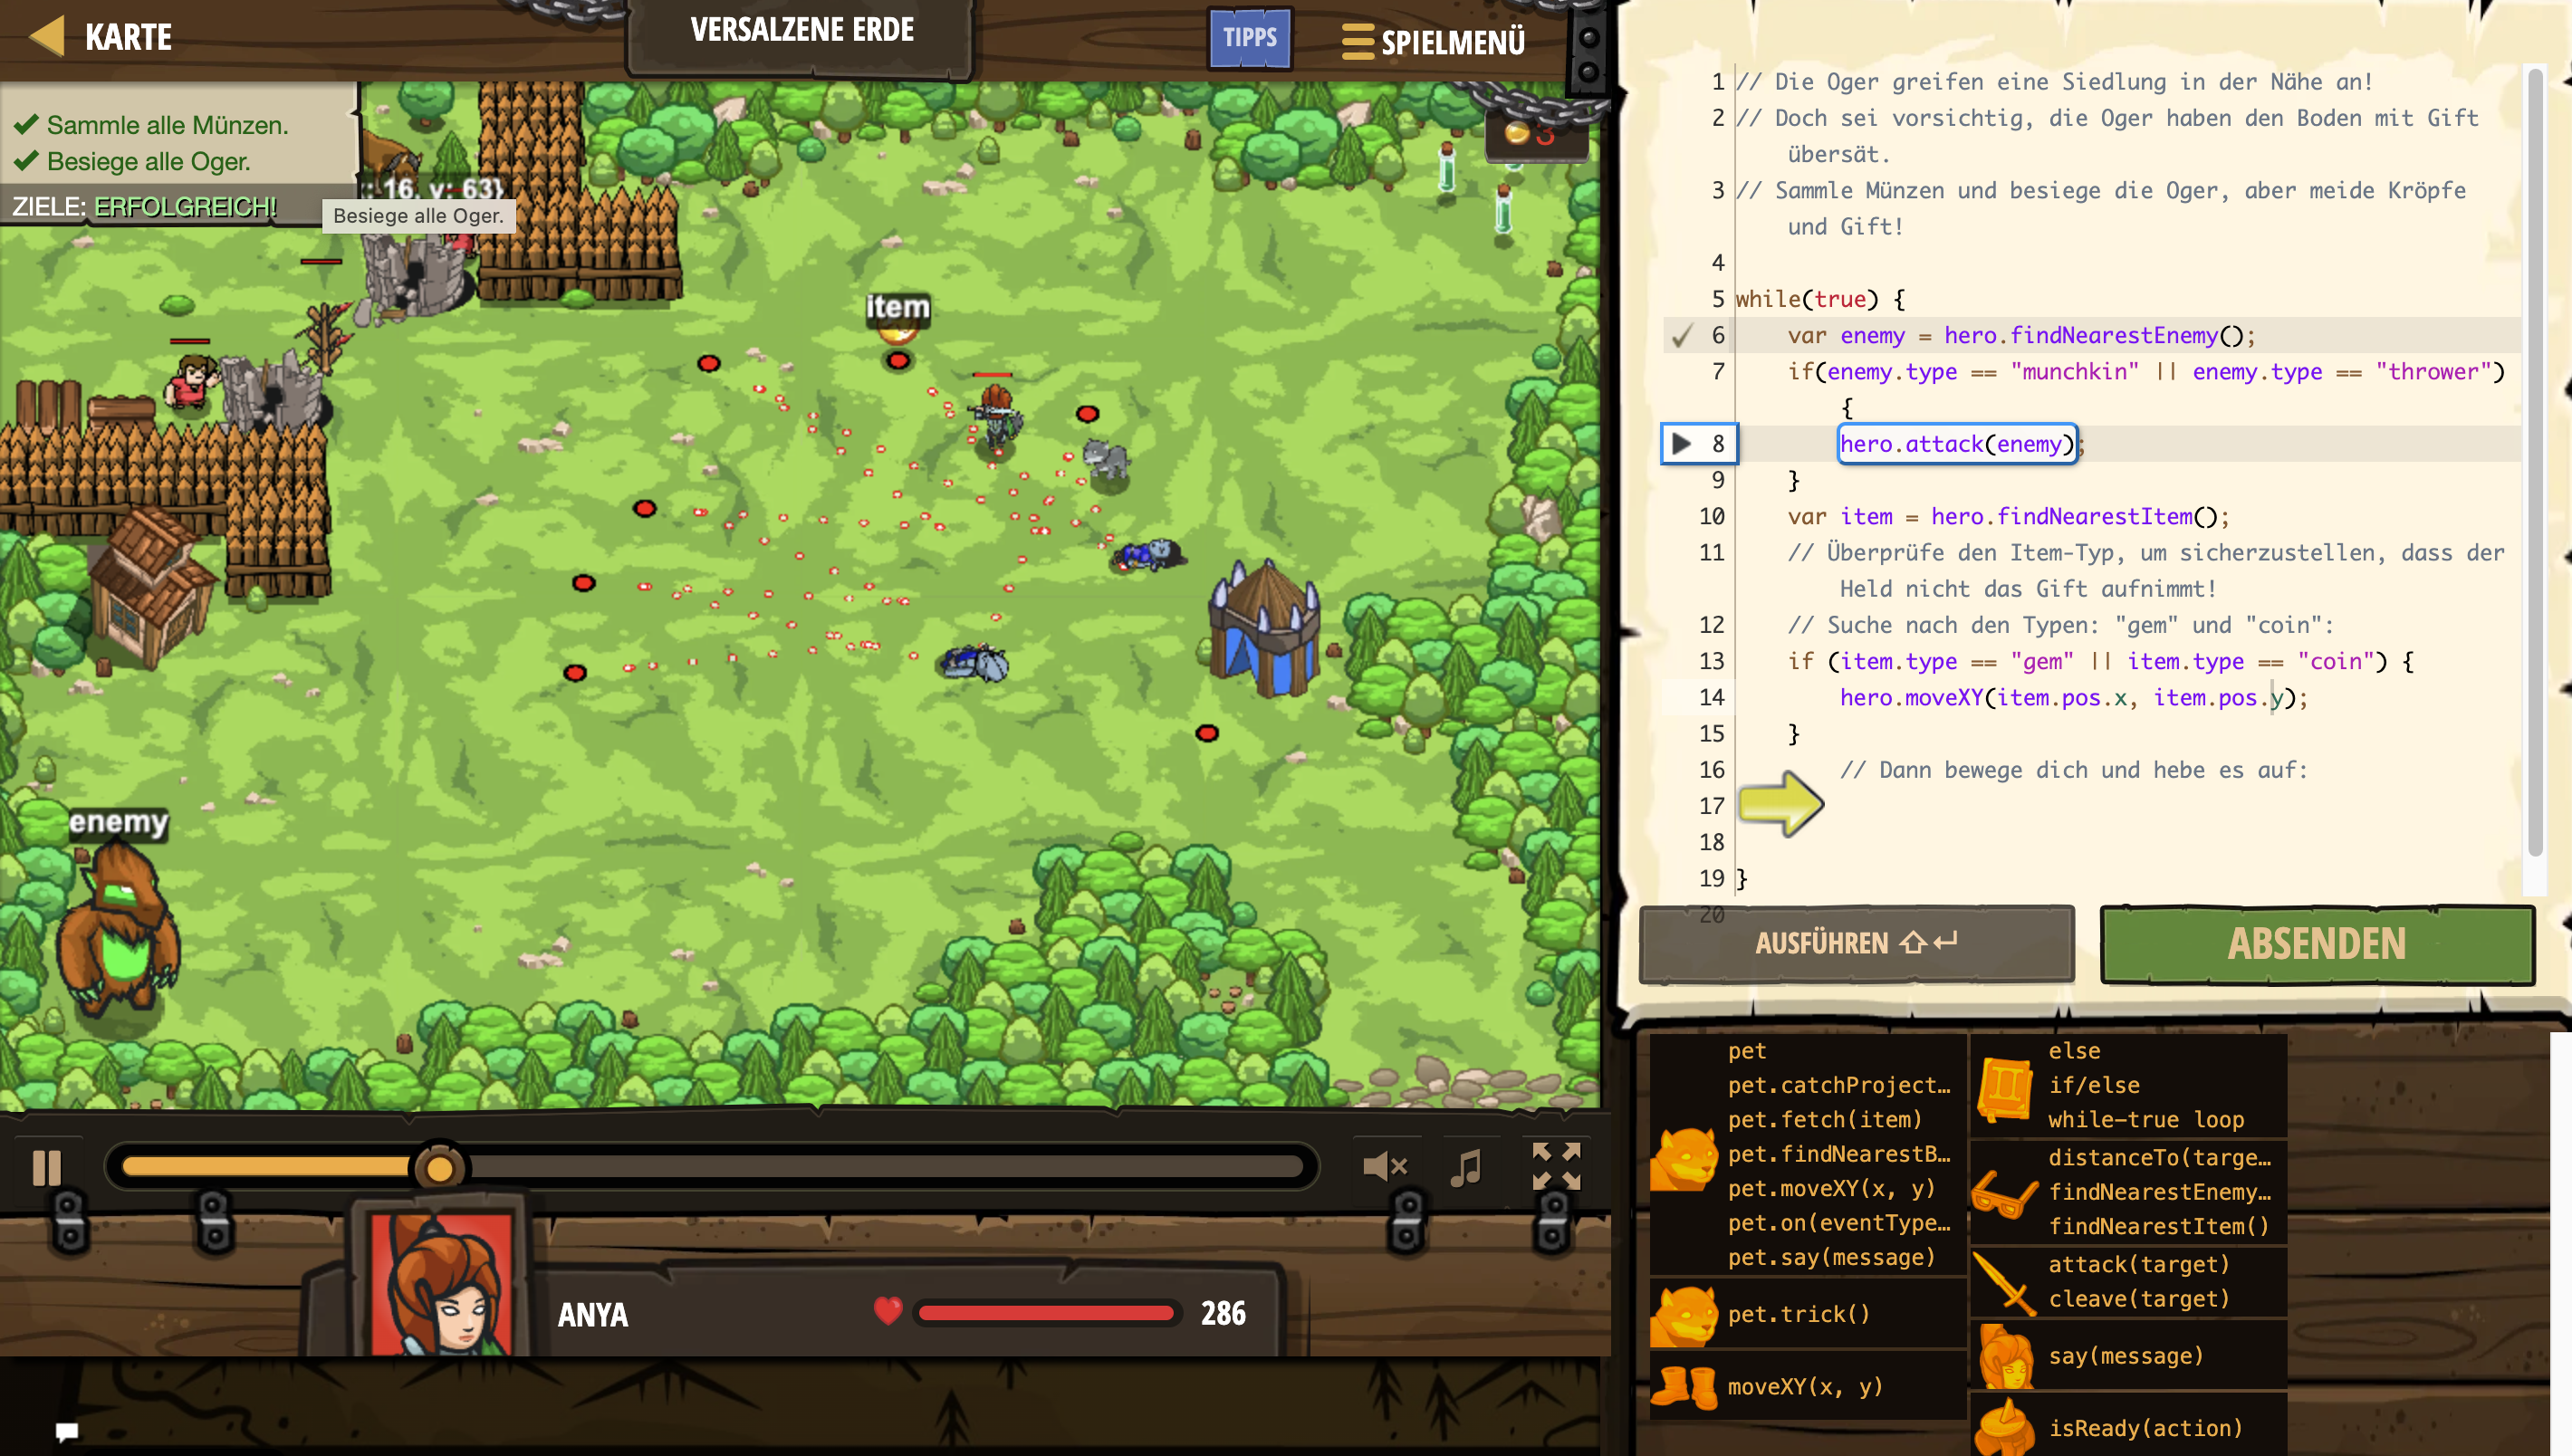 KARTE
VERSALZENE ERDE
TIPPS
SPIELMENÜ
Sammle alle Münzen.
Besiege alle Oger.
ZIELE: ERFOLGREICH!
: 16, y: 63}
Besiege alle Oger.
3
item
enemy
1 // Die Oger greifen eine Siedlung in der Nähe an!
2 // Doch sei vorsichtig, die Oger haben den Boden mit Gift
übersät.
3 // Sammle Münzen und besiege die Oger, aber meide Kröpfe
und Gift!
4
5 while(true) {
6 var enemy = hero.findNearestEnemy();
7 if(enemy.type == "munchkin" || enemy.type == "thrower")
{
8 hero.attack(enemy);
9 }
10 var item = hero.findNearestItem();
11 // Überprüfe den Item-Typ, um sicherzustellen, dass der
Held nicht das Gift aufnimmt!
12 // Suche nach den Typen: "gem" und "coin":
13 if (item.type == "gem" || item.type == "coin") {
14 hero.moveXY(item.pos.x, item.pos.y);
15 }
16 // Dann bewege dich und hebe es auf:
17
18
19 }
20
AUSFÜHREN
ABSENDEN
pet
pet.catchProject…
pet.fetch(item)
pet.findNearestB…
pet.moveXY(x, y)
pet.on(eventType…
pet.say(message)
pet.trick()
moveXY(x, y)
else
if/else
while-true loop
distanceTo(targe…
findNearestEnemy…
findNearestItem()
attack(target)
cleave(target)
say(message)
isReady(action)
ANYA
286